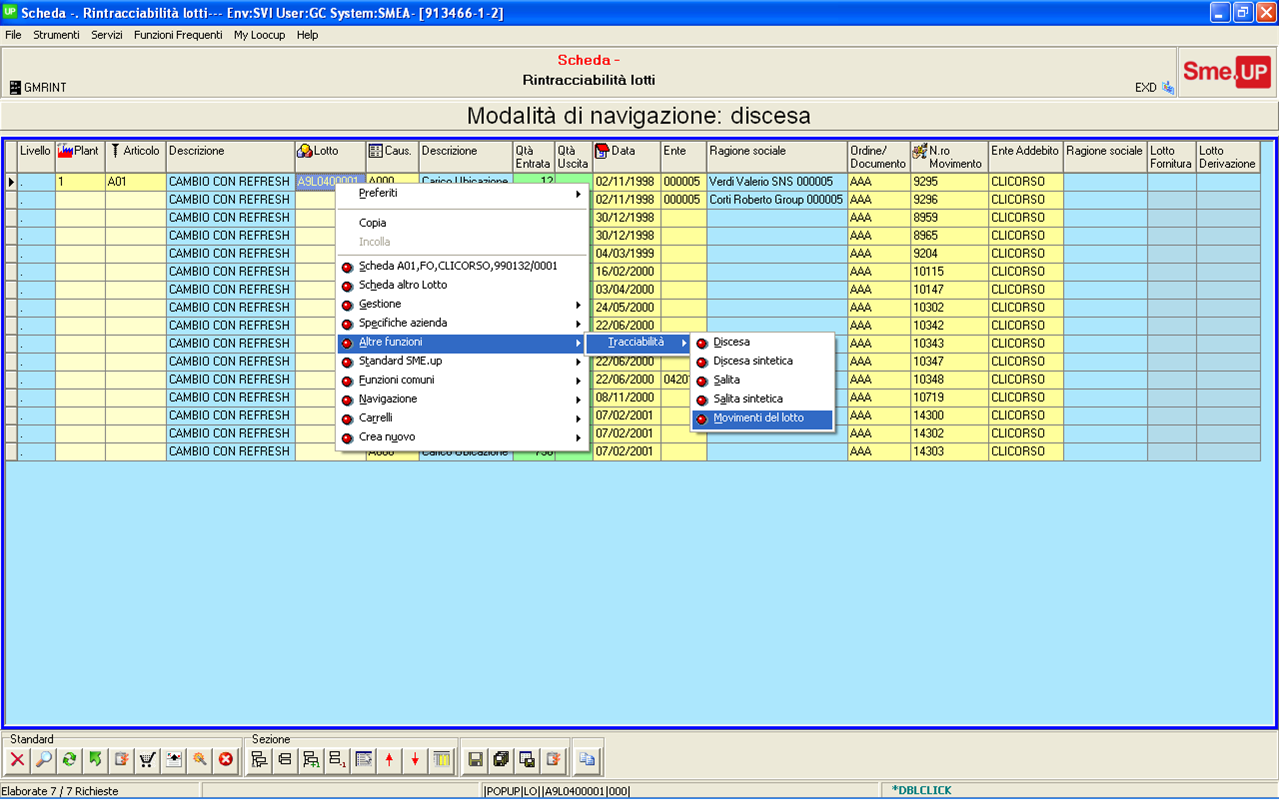 UP Scheda -. Rintracciabilità lotti--- Env:SVI User:GC System:SMEA- [913466-1-2]
File Strumenti Servizi Funzioni Frequenti My Loocup Help
Scheda -
Rintracciabilità lotti
GMRINT
EXD
Sme.UP
Modalità di navigazione: discesa
Livello Plant Articolo Descrizione Lotto Caus. Descrizione Qtà Entrata Qtà Uscita Data Ente Ragione sociale Ordine/ Documento N.ro Movimento Ente Addebito Ragione sociale Lotto Fornitura Lotto Derivazione
. 1 A01 CAMBIO CON REFRESH A9L0400001 A000 Carico Ubicazione 12 02/11/1998 000005 Verdi Valerio SNS 000005 AAA 9295 CLICORSO
. CAMBIO CON REFRESH 02/11/1998 000005 Corti Roberto Group 000005 AAA 9296 CLICORSO
. CAMBIO CON REFRESH 30/12/1998 AAA 8959 CLICORSO
. CAMBIO CON REFRESH 30/12/1998 AAA 8965 CLICORSO
. CAMBIO CON REFRESH 04/03/1999 AAA 9204 CLICORSO
. CAMBIO CON REFRESH 16/02/2000 AAA 10115 CLICORSO
. CAMBIO CON REFRESH 03/04/2000 AAA 10147 CLICORSO
. CAMBIO CON REFRESH 24/05/2000 AAA 10302 CLICORSO
. CAMBIO CON REFRESH 22/06/2000 AAA 10342 CLICORSO
. CAMBIO CON REFRESH AAA 10343 CLICORSO
. CAMBIO CON REFRESH 22/06/2000 AAA 10347 CLICORSO
. CAMBIO CON REFRESH 22/06/2000 AAA 10348 CLICORSO
. CAMBIO CON REFRESH 08/11/2000 AAA 10719 CLICORSO
. CAMBIO CON REFRESH 07/02/2001 AAA 14300 CLICORSO
. CAMBIO CON REFRESH 07/02/2001 AAA 14302 CLICORSO
. CAMBIO CON REFRESH Carico Ubicazione 07/02/2001 AAA 14303 CLICORSO
Preferiti
Copia
Incolla
Scheda A01,FO,CLICORSO,990132/0001
Scheda altro Lotto
Gestione
Specifiche azienda
Altre funzioni
Standard SME.up
Funzioni comuni
Navigazione
Carrelli
Crea nuovo
Tracciabilità
Discesa
Discesa sintetica
Salita
Salita sintetica
Movimenti del lotto
Standard Sezione
Elaborate 7 / 7 Richieste |POPUP|LO||A9L0400001|000| *DBLCLICK